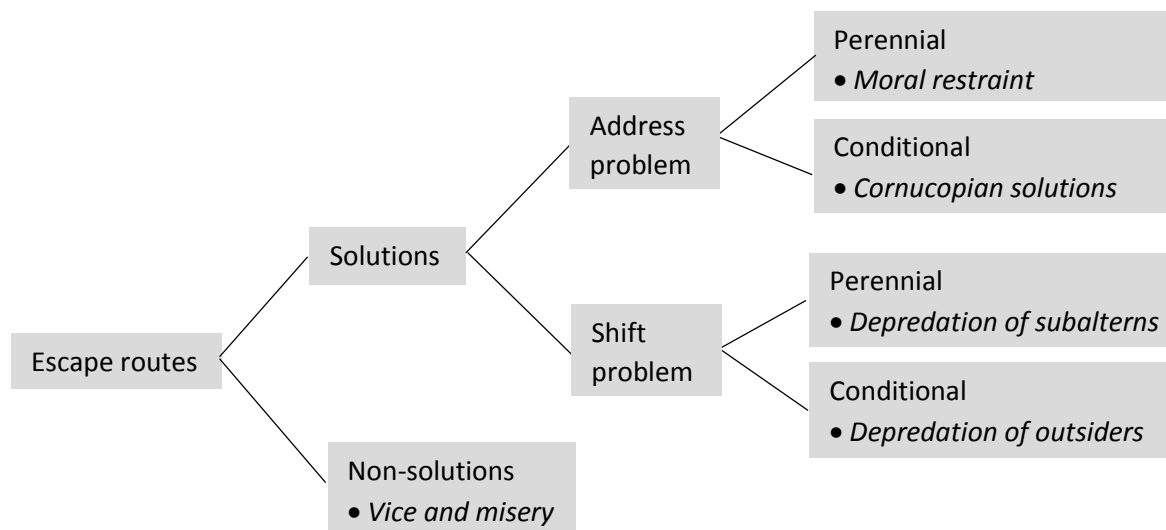 Perennial
• Moral restraint
Address
problem
Conditional
• Cornucopian solutions
Solutions
Perennial
• Depredation of subalterns
Shift
problem
Escape routes
Conditional
• Depredation of outsiders
Non-solutions
• Vice and misery